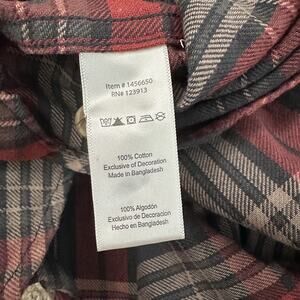 Item # 1456650
RN# 123913
100% Cotton
Exclusive of Decoration
Made in Bangladesh
100% Algodón
Exclusivo de Decoracion
Hecho en Bangladesh